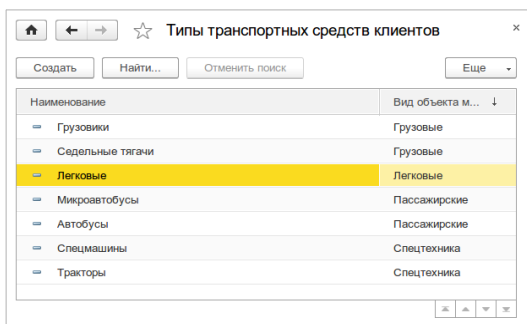 Типы транспортных средств клиентов
Создать Найти... Отменить поиск Еще
Наименование Вид объекта м...
Грузовики Грузовые
Седельные тягачи Грузовые
Легковые Легковые
Микроавтобусы Пассажирские
Автобусы Пассажирские
Спецмашины Спецтехника
Тракторы Спецтехника